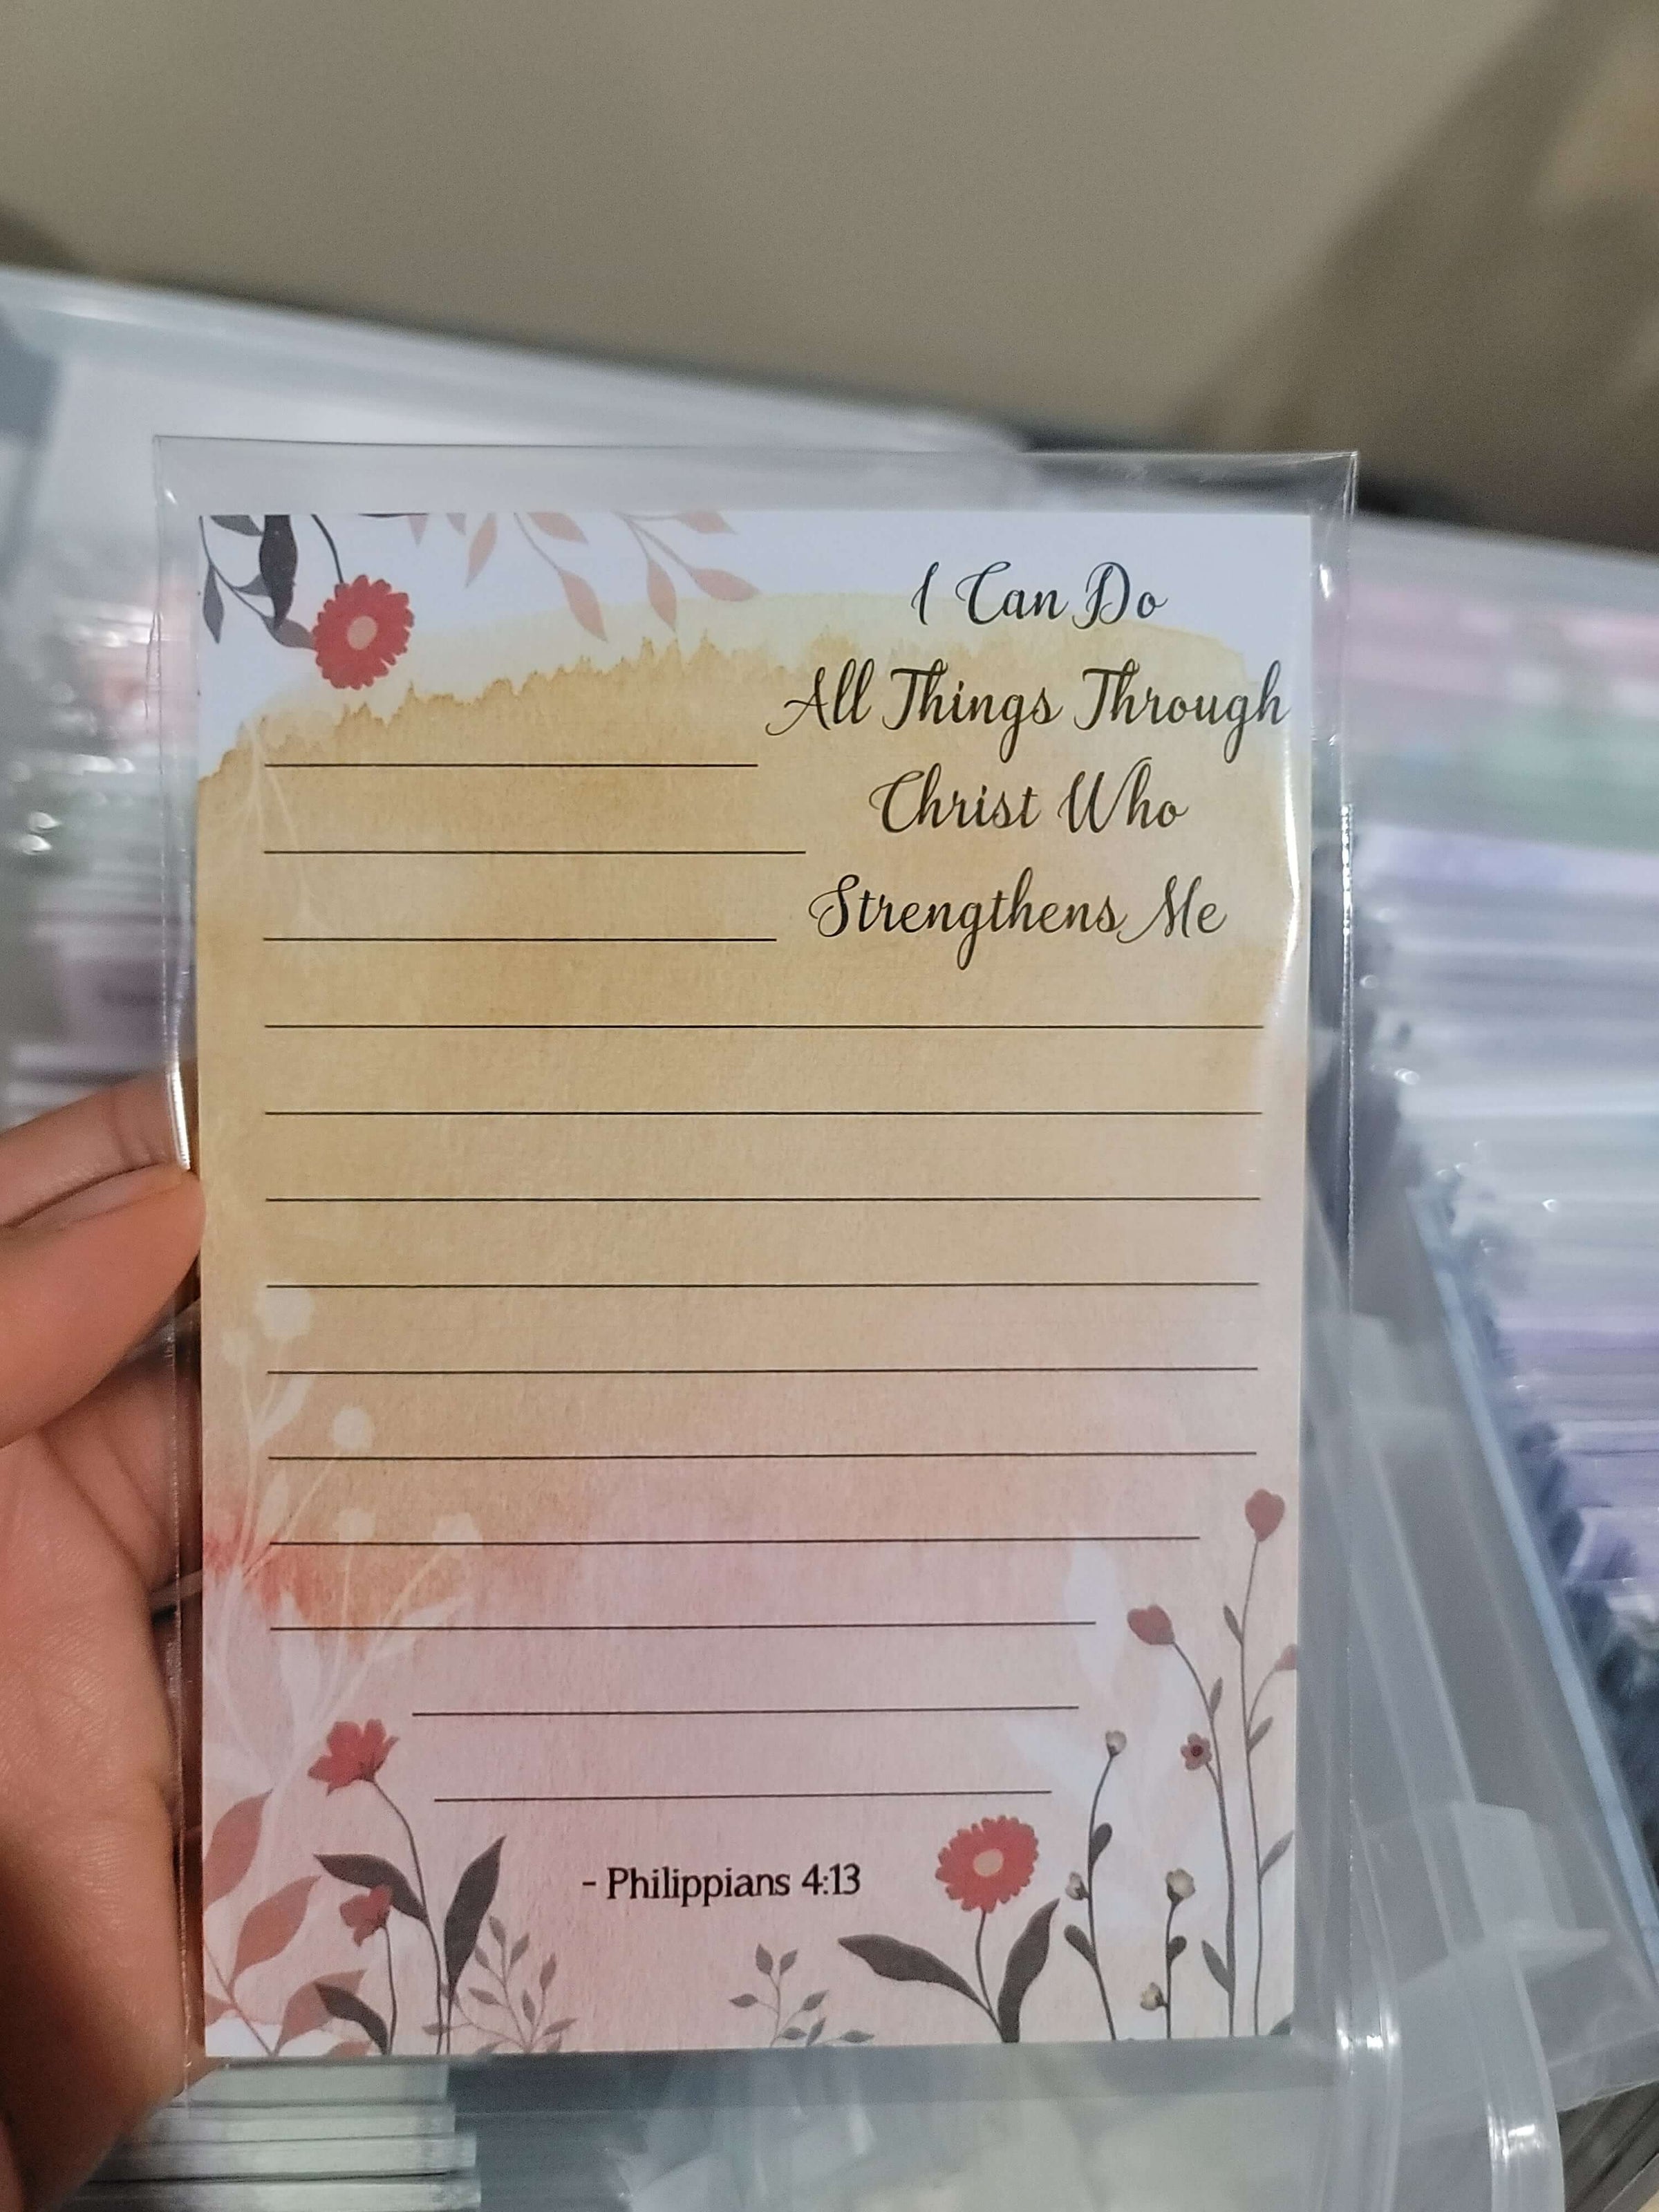 I Can Do
All Things Through
Christ Who
Strengthens Me
- Philippians 4:13